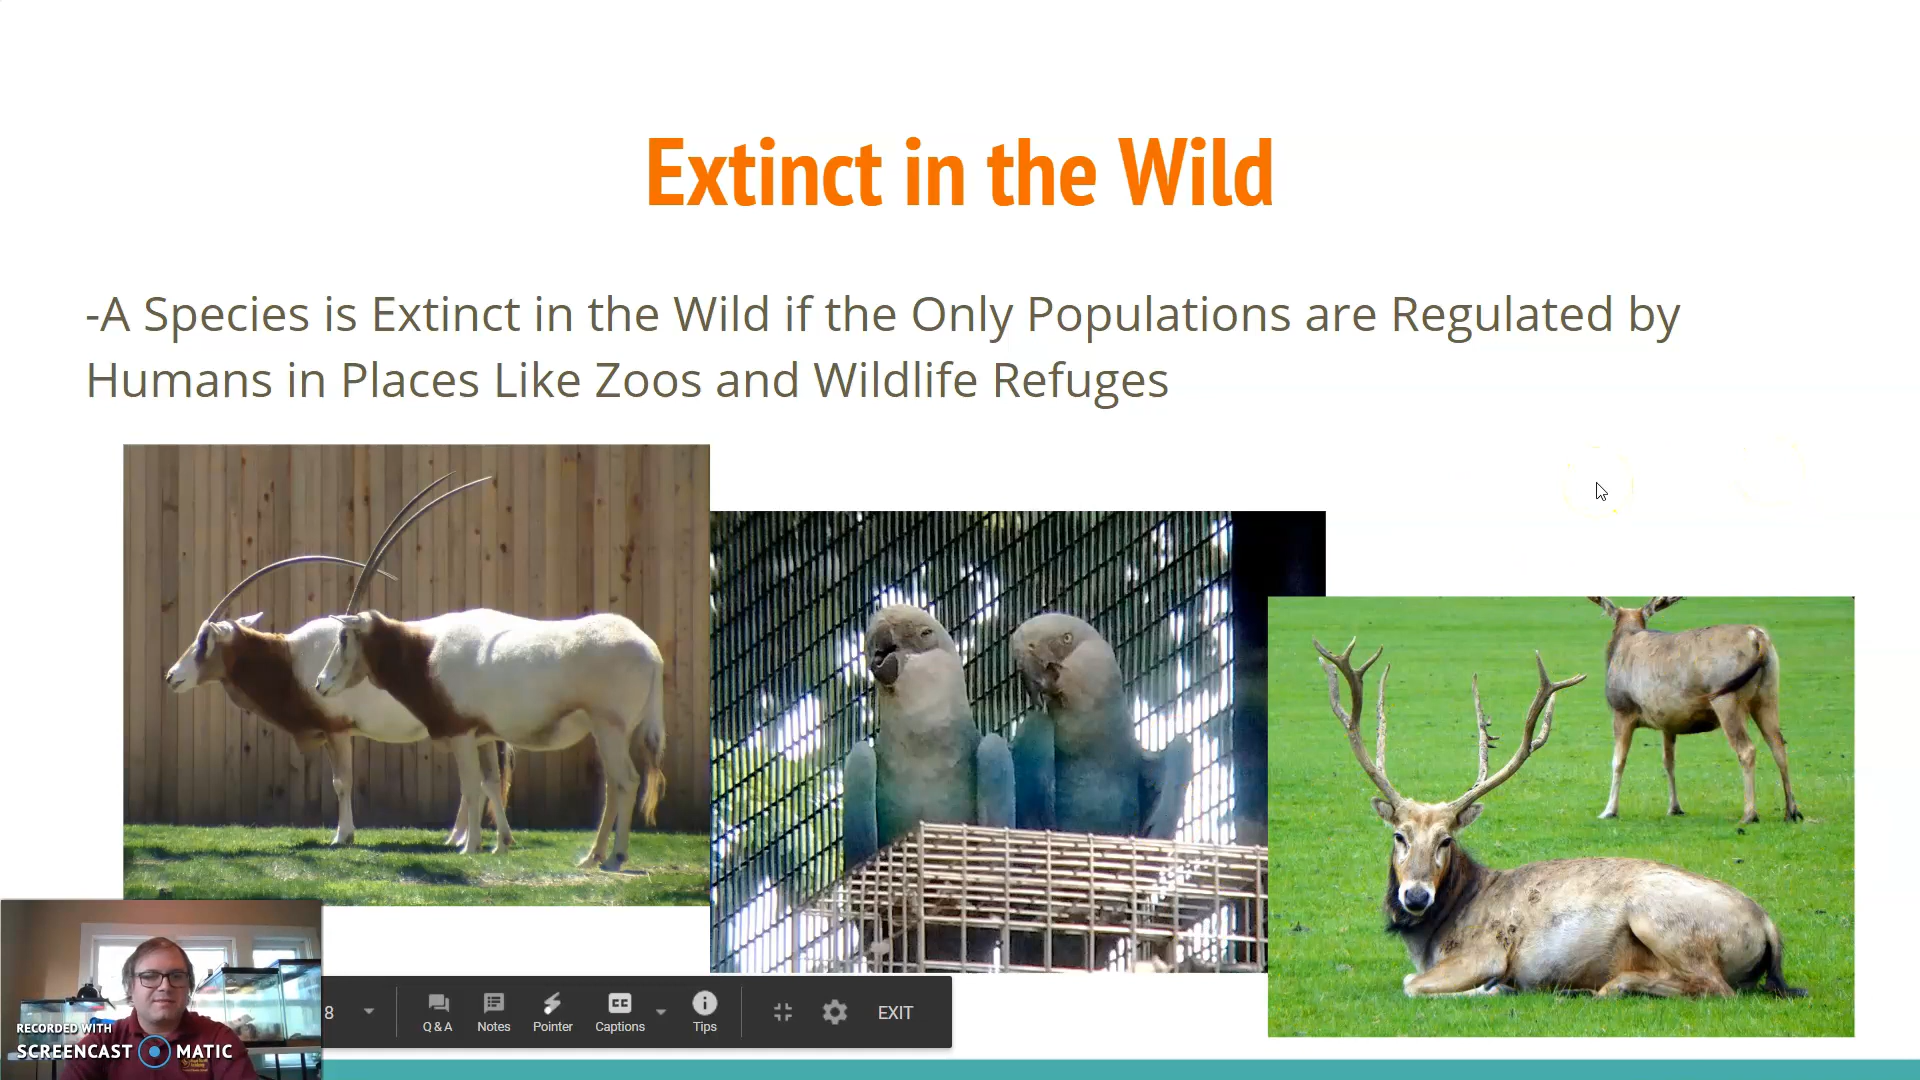 Extinct in the Wild
-A Species is Extinct in the Wild if the Only Populations are Regulated by
Humans in Places Like Zoos and Wildlife Refuges
8
Q & A
Notes
Pointer
CC
Captions
Tips
EXIT
RECORDED WITH
SCREENCAST MATIC